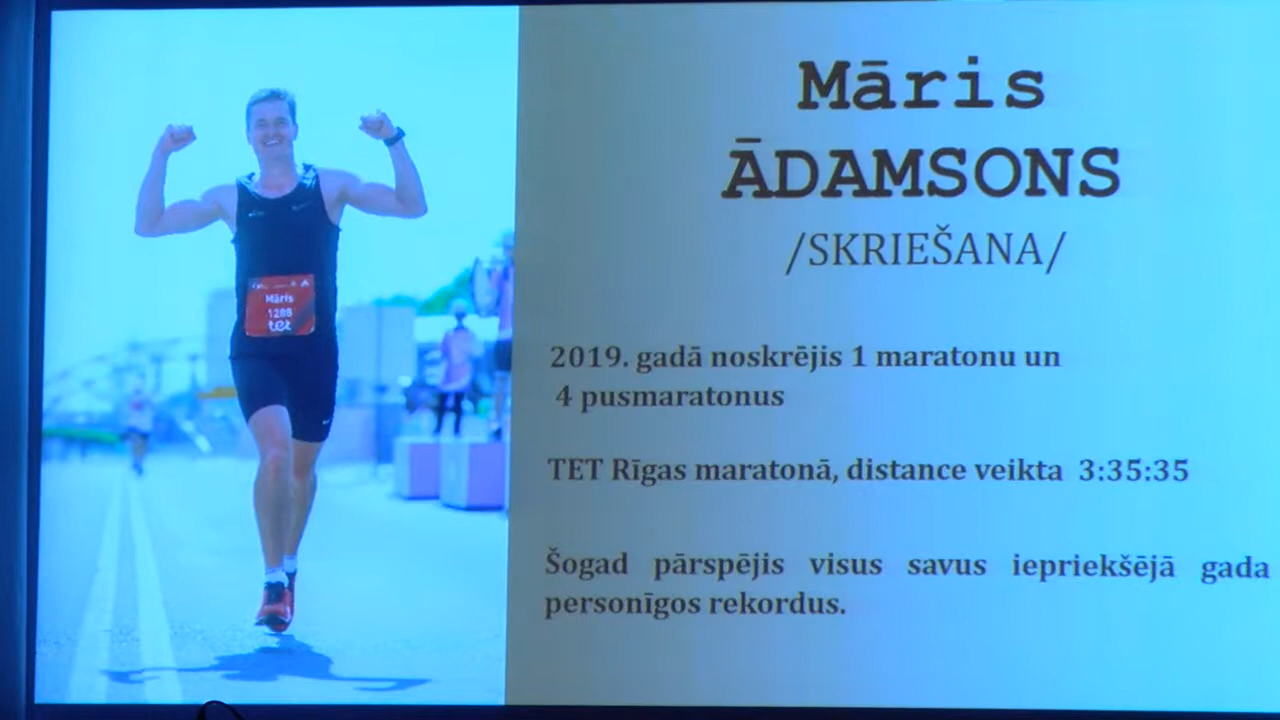 Māris
ĀDAMSONS
/SKRIEŠANA/
2019. gadā noskrējis 1 maratonu un
4 pusmaratonus
TET Rīgas maratonā, distance veikta 3:35:35
Šogad pārspējis visus savus iepriekšējā gada
personīgos rekordus.
Māris
1288
tet